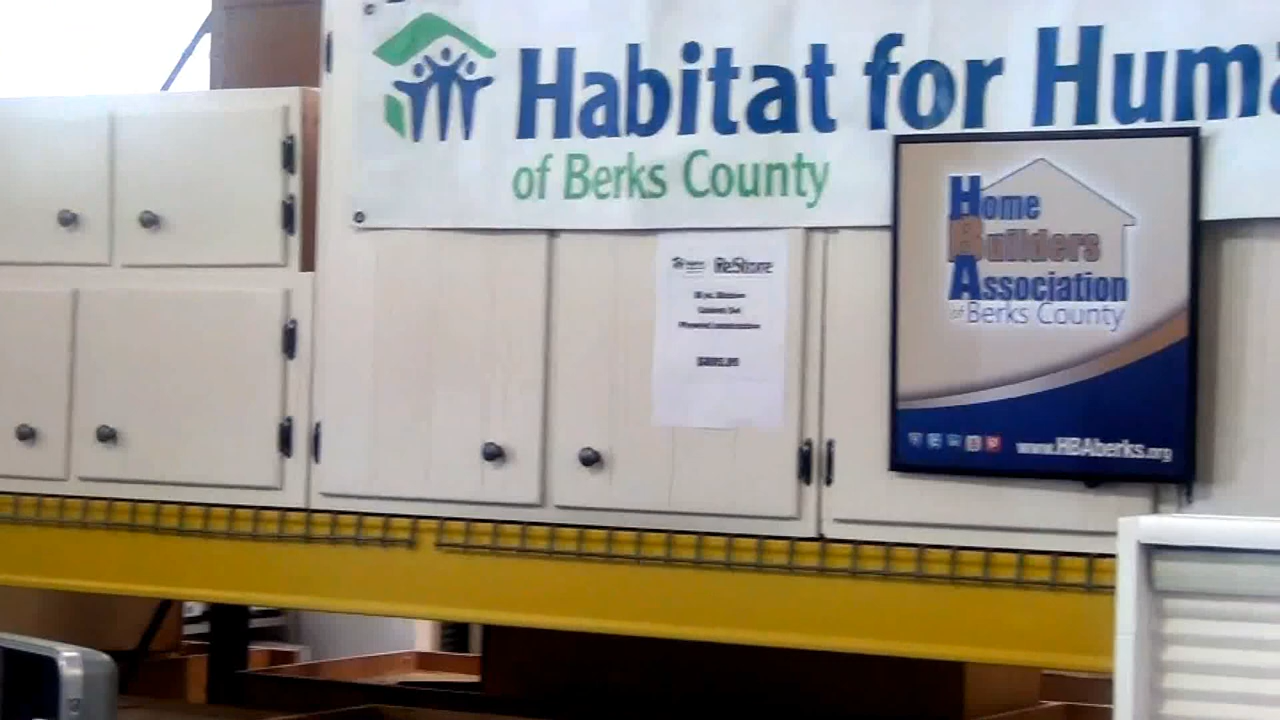 Habitat for Huma
of Berks County
ReStore
Home
Builders
Association
of Berks County
www.HBAberks.org